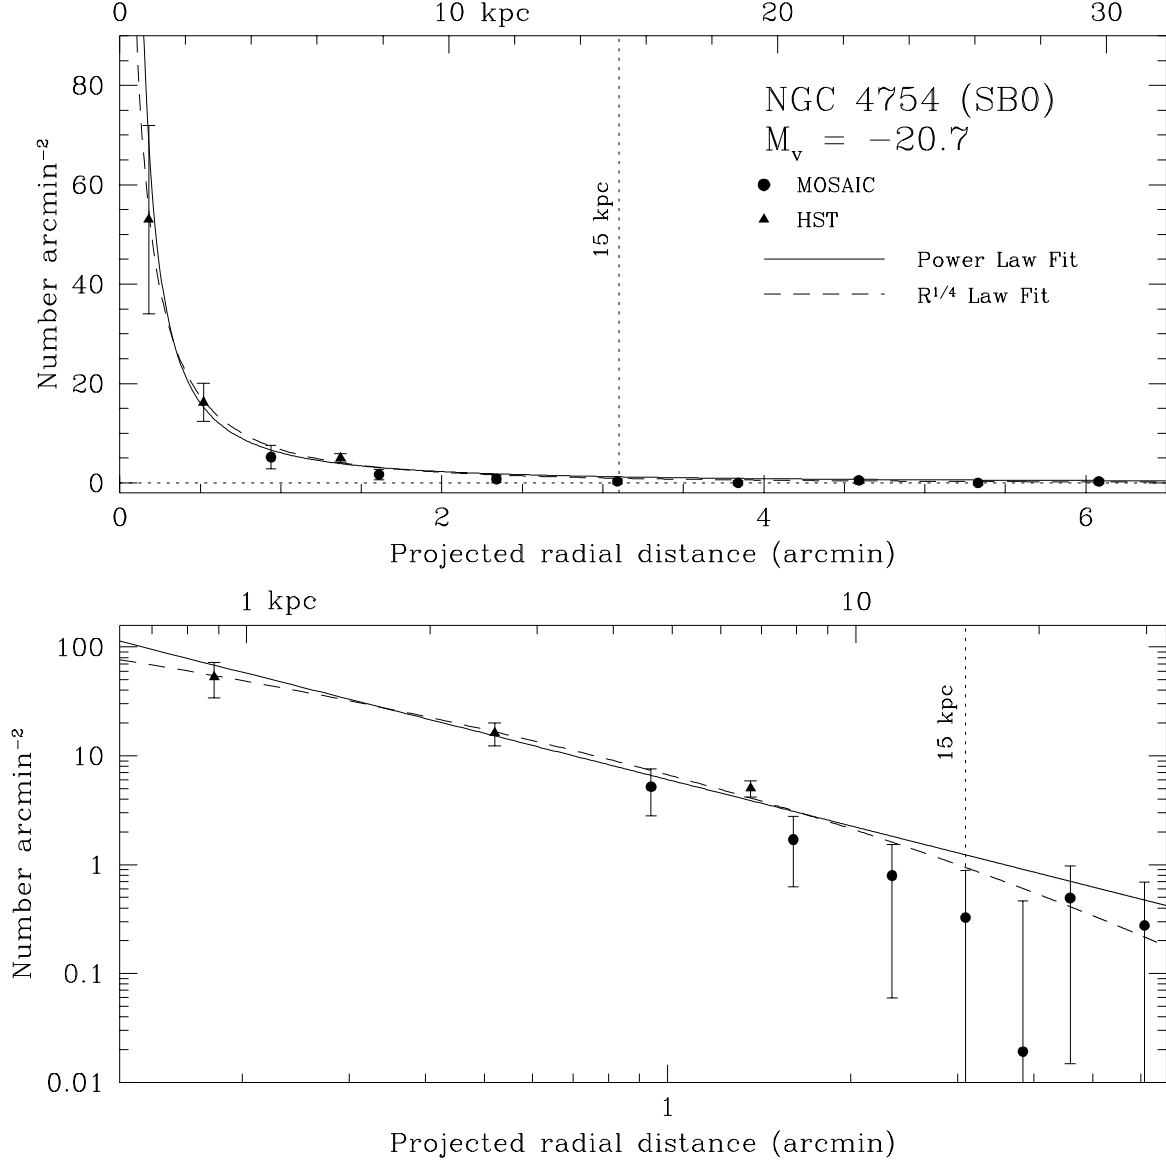 0 10 kpc 20 30
80
60
40
20
0
Number arcmin⁻²
NGC 4754 (SB0)
Mᵥ = −20.7
MOSAIC
HST
Power Law Fit
R¹/⁴ Law Fit
15 kpc
0 2 4 6
Projected radial distance (arcmin)
1 kpc 10
100
10
1
0.1
0.01
Number arcmin⁻²
15 kpc
1
Projected radial distance (arcmin)